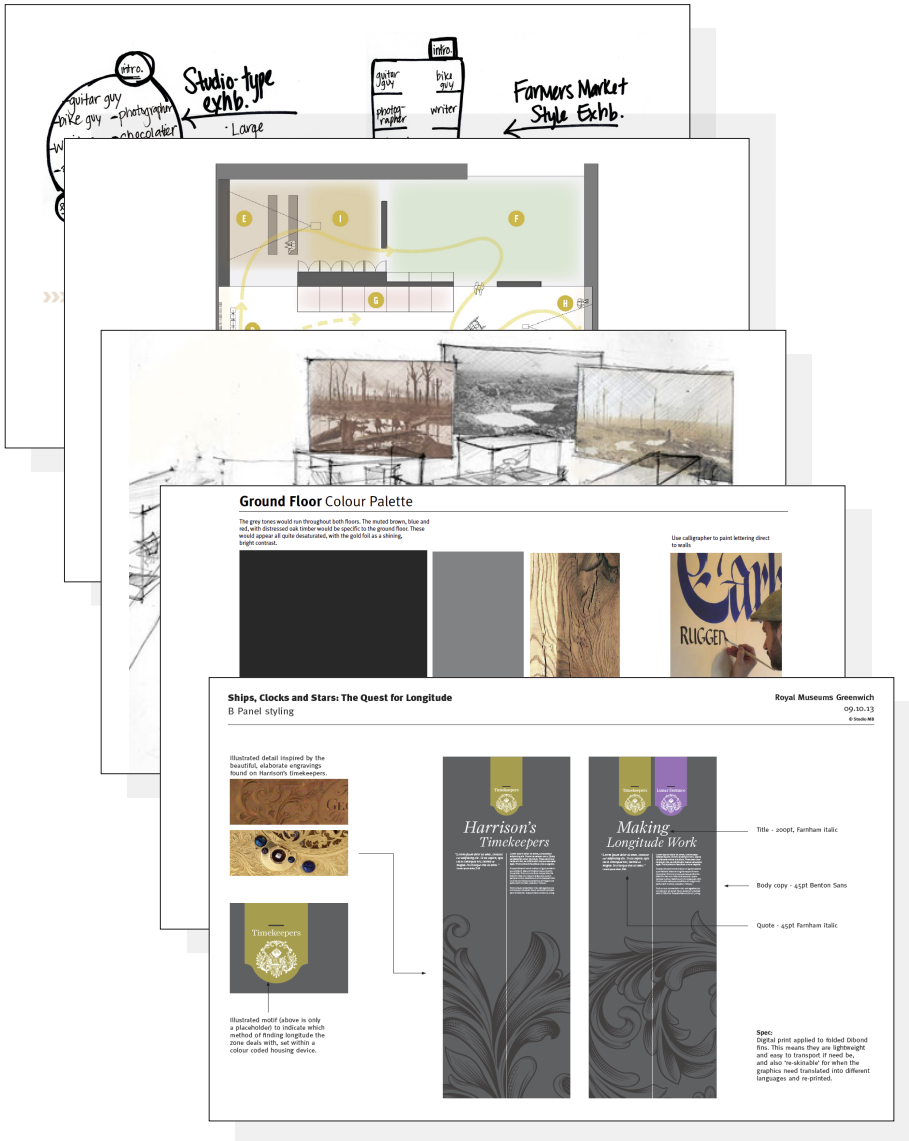 intro.
-guitar guy
-bike guy -photographer
-chocolatier
Studio-type
exhb.
· Large
intro.
guitar
guy
bike
guy
photog-
rapher
writer
Farmers Market
Style Exhb.
E
I
F
G
H
Ground Floor Colour Palette
The grey tones would run throughout both floors. The muted brown, blue and
red, with distressed oak timber would be specific to the ground floor. These
would appear all quite desaturated, with the gold foil as a shining,
bright contrast.
Use calligrapher to paint lettering direct
to walls
RUGGED
Ships, Clocks and Stars: The Quest for Longitude
B Panel styling
Royal Museums Greenwich
09.10.13
© Studio MB
Illustrated detail inspired by the
beautiful, elaborate engravings
found on Harrison's timekeepers.
Timekeepers
Illustrated motif (above is only
a placeholder) to indicate which
method of finding longitude the
zone deals with, set within a
colour coded housing device.
Timekeepers
Harrison's
Timekeepers
Timekeepers
Lunar Distance
Making
Longitude Work
Title - 200pt, Farnham italic
Body copy - 45pt Benton Sans
Quote - 45pt Farnham italic
Spec:
Digital print applied to folded Dibond
fins. This means they are lightweight
and easy to transport if need be,
and also 're-skinable' for when the
graphics need translated into different
languages and re-printed.